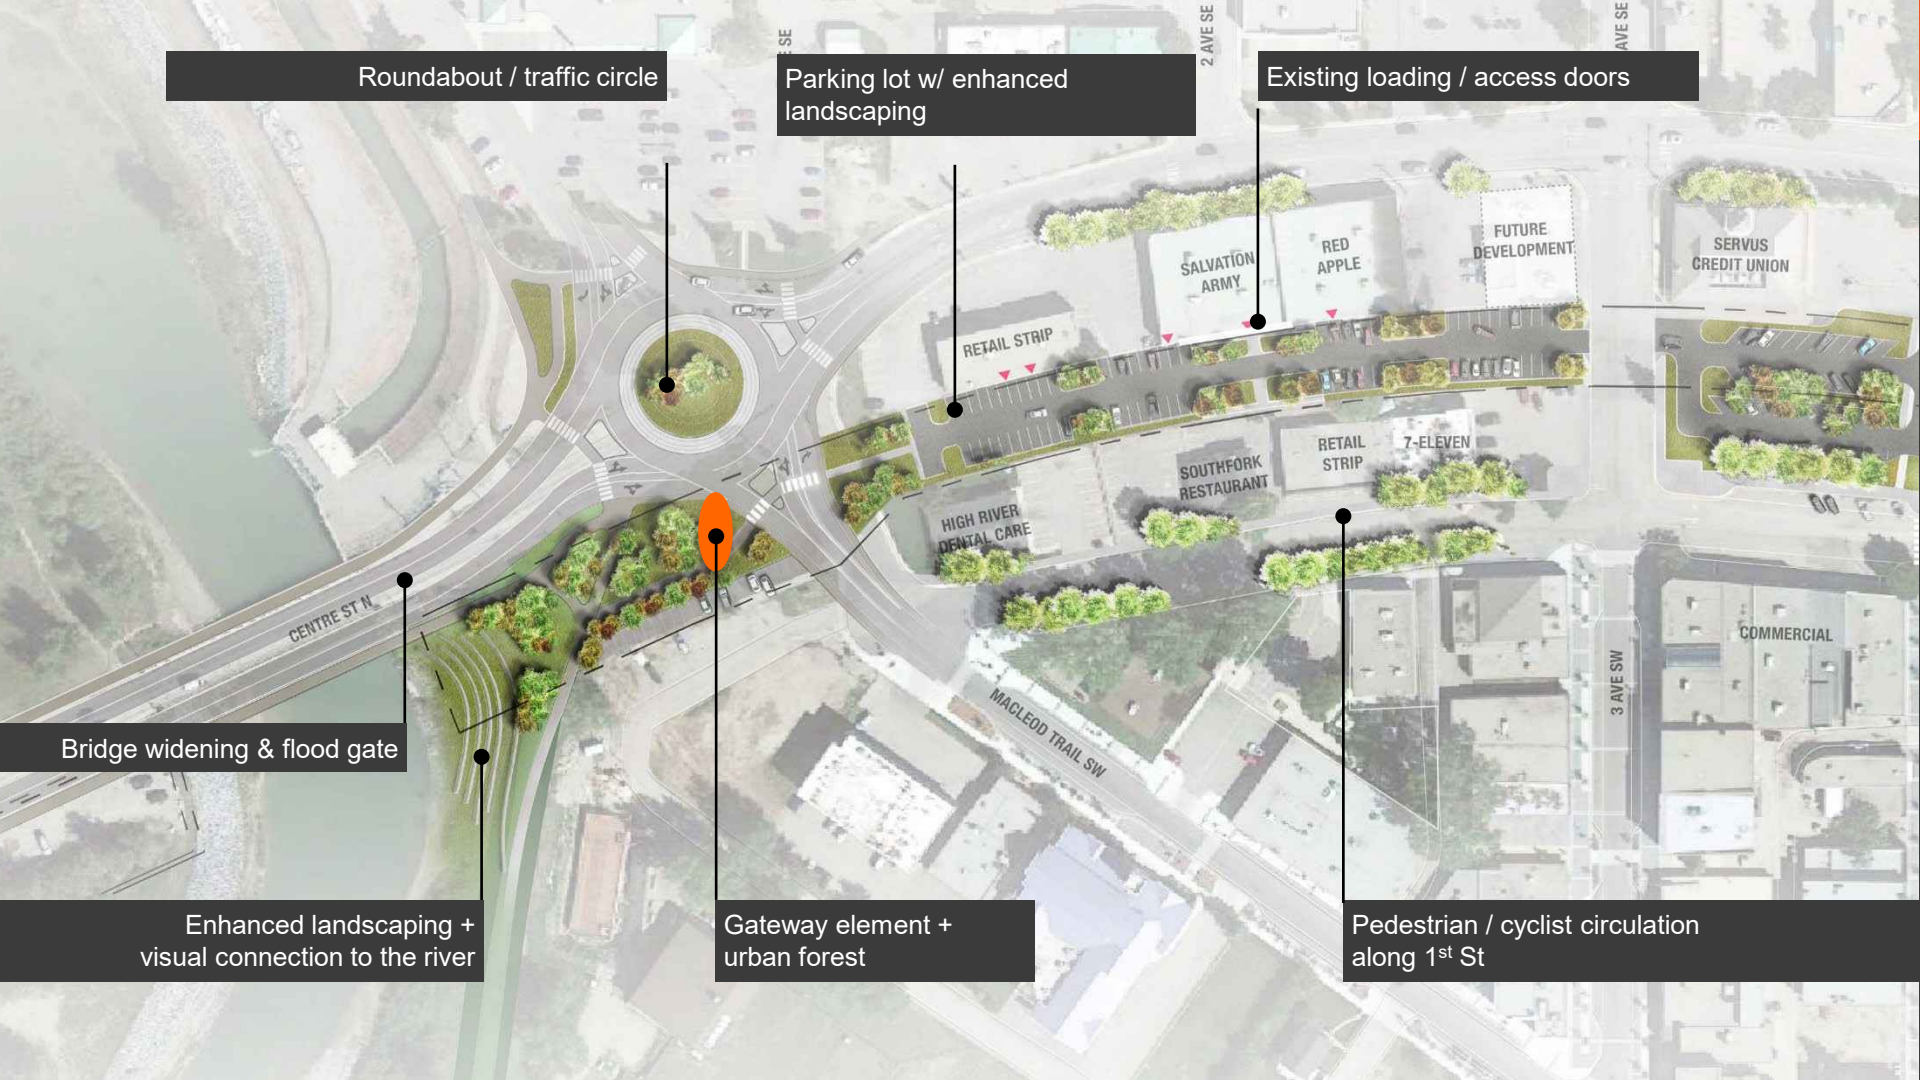 E SE
2 AVE SE
AVE SE
Roundabout / traffic circle
Parking lot w/ enhanced
landscaping
Existing loading / access doors
SALVATION
ARMY
RED
APPLE
FUTURE
DEVELOPMENT
SERVUS
CREDIT UNION
RETAIL STRIP
SOUTHFORK
RESTAURANT
RETAIL
STRIP
7-ELEVEN
HIGH RIVER
DENTAL CARE
CENTRE ST N
MACLEOD TRAIL SW
3 AVE SW
COMMERCIAL
Bridge widening & flood gate
Enhanced landscaping +
visual connection to the river
Gateway element +
urban forest
Pedestrian / cyclist circulation
along 1st St